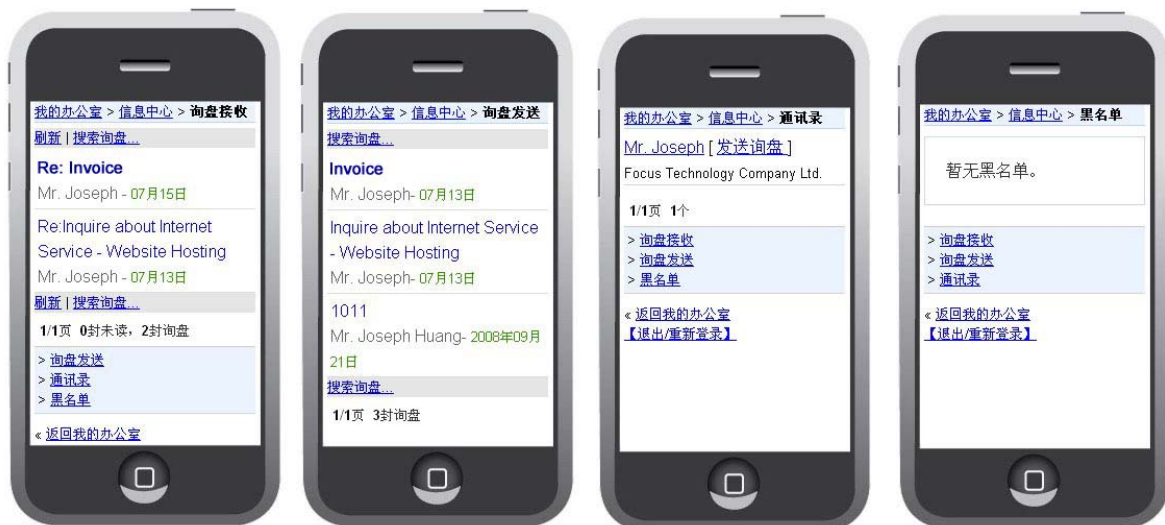 我的办公室 > 信息中心 > 询盘接收
刷新 | 搜索询盘...
Re: Invoice
Mr. Joseph - 07月15日
Re:Inquire about Internet
Service - Website Hosting
Mr. Joseph - 07月13日
刷新 | 搜索询盘...
1/1页 0封未读，2封询盘
> 询盘发送
> 通讯录
> 黑名单
« 返回我的办公室
我的办公室 > 信息中心 > 询盘发送
搜索询盘...
Invoice
Mr. Joseph- 07月13日
Inquire about Internet Service
- Website Hosting
Mr. Joseph- 07月13日
1011
Mr. Joseph Huang- 2008年09月
21日
搜索询盘...
1/1页 3封询盘
我的办公室 > 信息中心 > 通讯录
Mr. Joseph [ 发送询盘 ]
Focus Technology Company Ltd.
1/1页 1个
> 询盘接收
> 询盘发送
> 黑名单
« 返回我的办公室
【退出/重新登录】
我的办公室 > 信息中心 > 黑名单
暂无黑名单。
> 询盘接收
> 询盘发送
> 通讯录
« 返回我的办公室
【退出/重新登录】